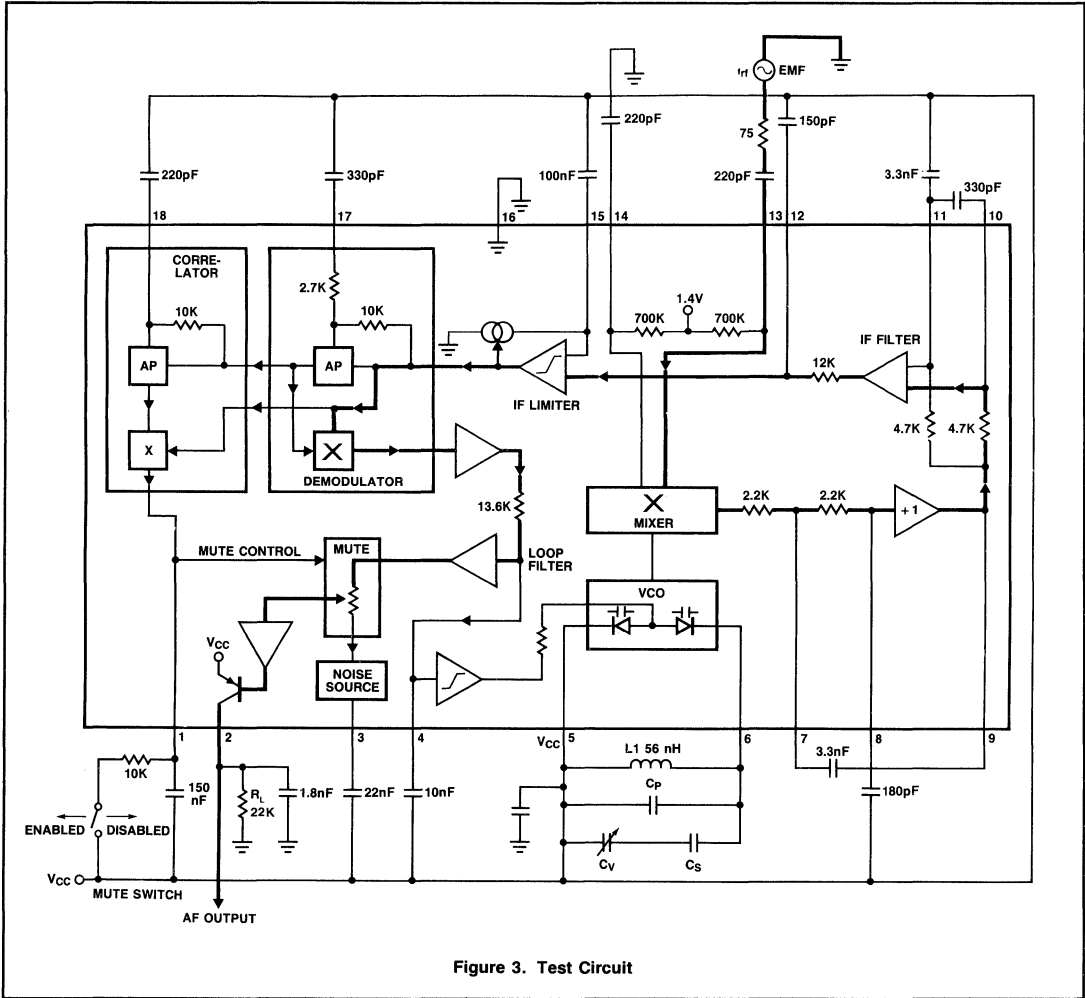 frf EMF
220pF
75
150pF
220pF
330pF
100nF
220pF
3.3nF
330pF
18
17
16
15
14
13
12
11
10
CORRE-
LATOR
2.7K
10K
10K
1.4V
700K
700K
IF FILTER
AP
AP
12K
IF LIMITER
4.7K
4.7K
X
X
DEMODULATOR
13.6K
X
MIXER
2.2K
2.2K
+1
MUTE CONTROL
MUTE
LOOP
FILTER
VCO
VCC
NOISE
SOURCE
1
2
3
4
VCC
5
6
7
8
9
10K
150
nF
RL
22K
1.8nF
22nF
10nF
L1 56 nH
CP
3.3nF
180pF
ENABLED
DISABLED
CV
CS
VCC
MUTE SWITCH
AF OUTPUT
Figure 3. Test Circuit